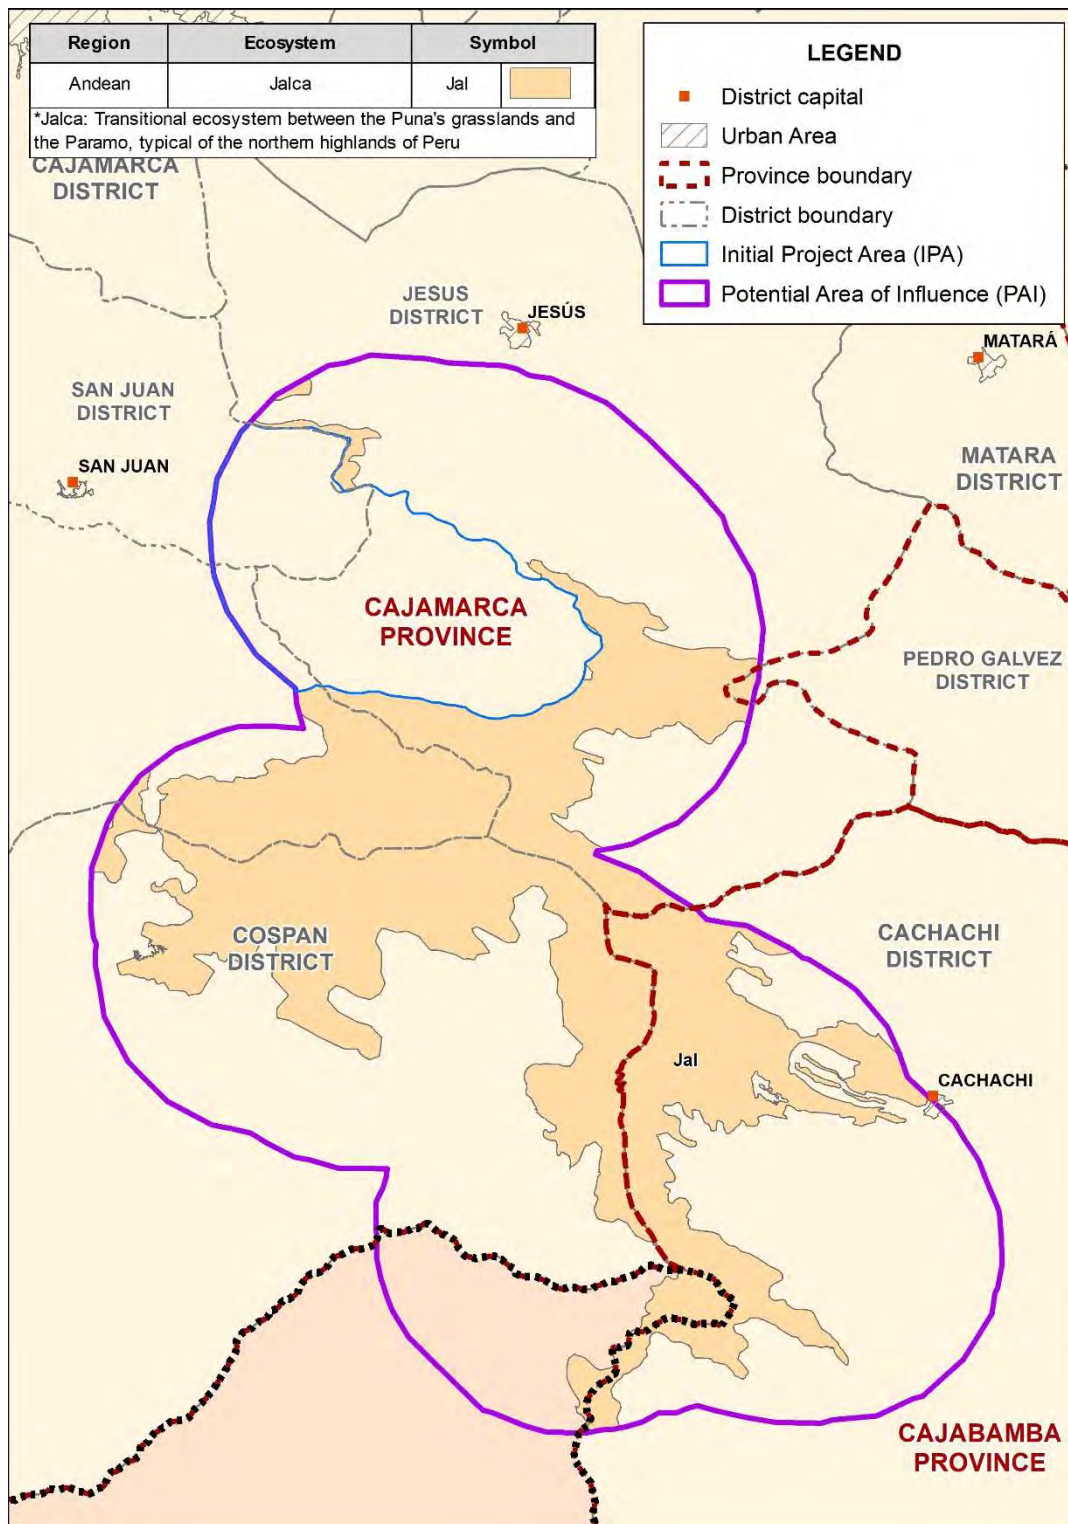 Region Ecosystem Symbol
Andean Jalca Jal
*Jalca: Transitional ecosystem between the Puna's grasslands and
the Paramo, typical of the northern highlands of Peru
LEGEND
District capital
Urban Area
Province boundary
District boundary
Initial Project Area (IPA)
Potential Area of Influence (PAI)
CAJAMARCA
DISTRICT
JESUS
DISTRICT
JESÚS
MATARÁ
SAN JUAN
DISTRICT
SAN JUAN
MATARA
DISTRICT
CAJAMARCA
PROVINCE
PEDRO GALVEZ
DISTRICT
COSPAN
DISTRICT
CACHACHI
DISTRICT
Jal
CACHACHI
CAJABAMBA
PROVINCE